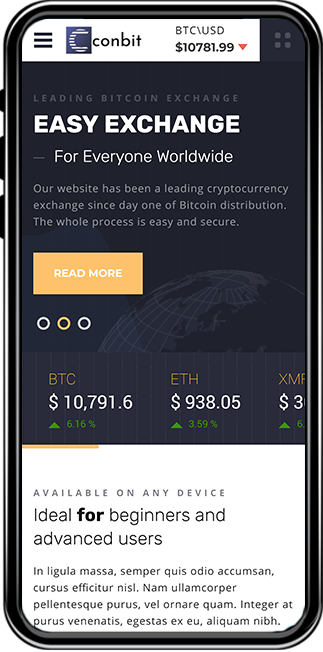 conbit
BTC\USD
$10781.99
LEADING BITCOIN EXCHANGE
EASY EXCHANGE
— For Everyone Worldwide
Our website has been a leading cryptocurrency
exchange since day one of Bitcoin distribution.
The whole process is easy and secure.
READ MORE
BTC ETH XMR
$ 10,791.6 $ 938.05 $ 3
6.16 % 3.59 % 6.
AVAILABLE ON ANY DEVICE
Ideal for beginners and
advanced users
In ligula massa, semper quis odio accumsan,
cursus efficitur nisl. Nam ullamcorper
pellentesque purus, vel ornare quam. Integer at
purus venenatis, egestas ex eu, aliquam nibh.